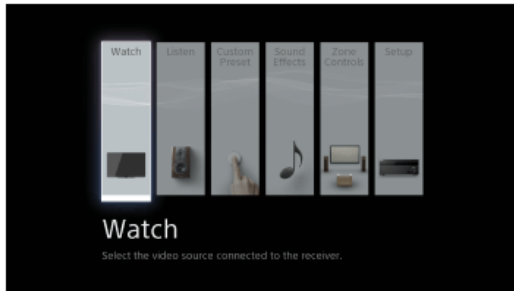 Watch
Listen
Custom
Preset
Sound
Effects
Zone
Controls
Setup
Watch
Select the video source connected to the receiver.